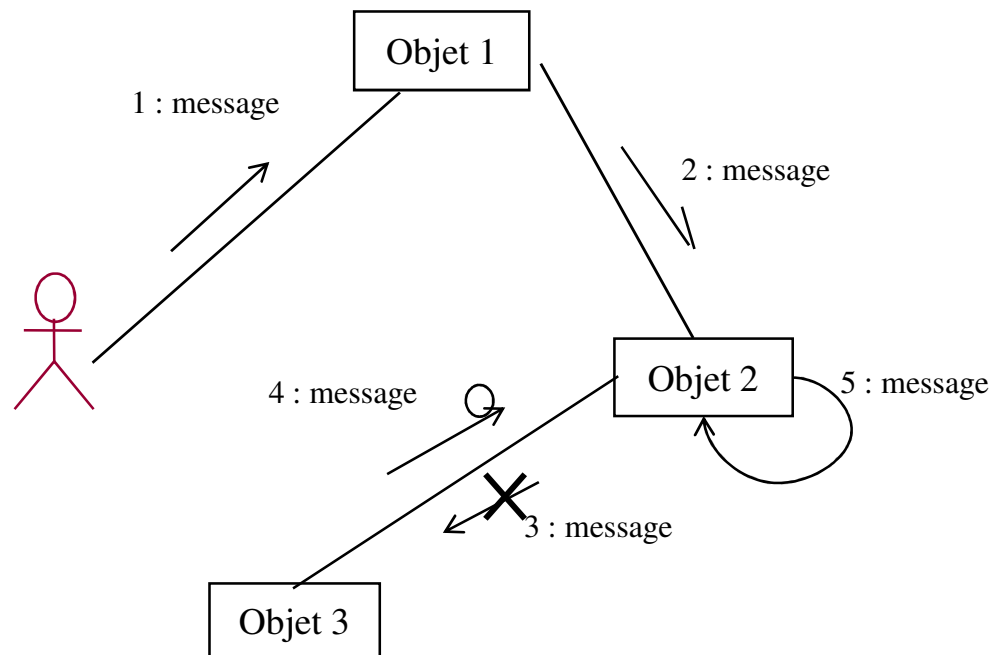 Objet 1
1 : message
2 : message
Objet 2
4 : message
5 : message
3 : message
Objet 3